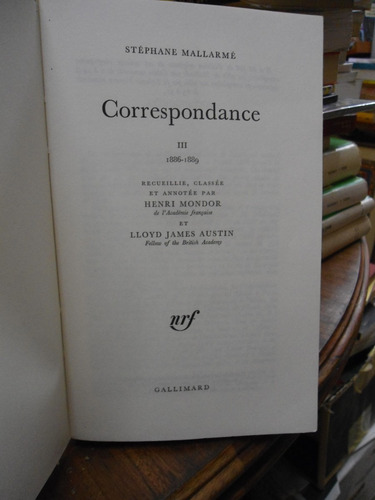 STÉPHANE MALLARMÉ
Correspondance
III
1886-1889
RECUEILLIE, CLASSÉE
ET ANNOTÉE PAR
HENRI MONDOR
de l'Académie française
ET
LLOYD JAMES AUSTIN
Fellow of the British Academy
nrf
GALLIMARD